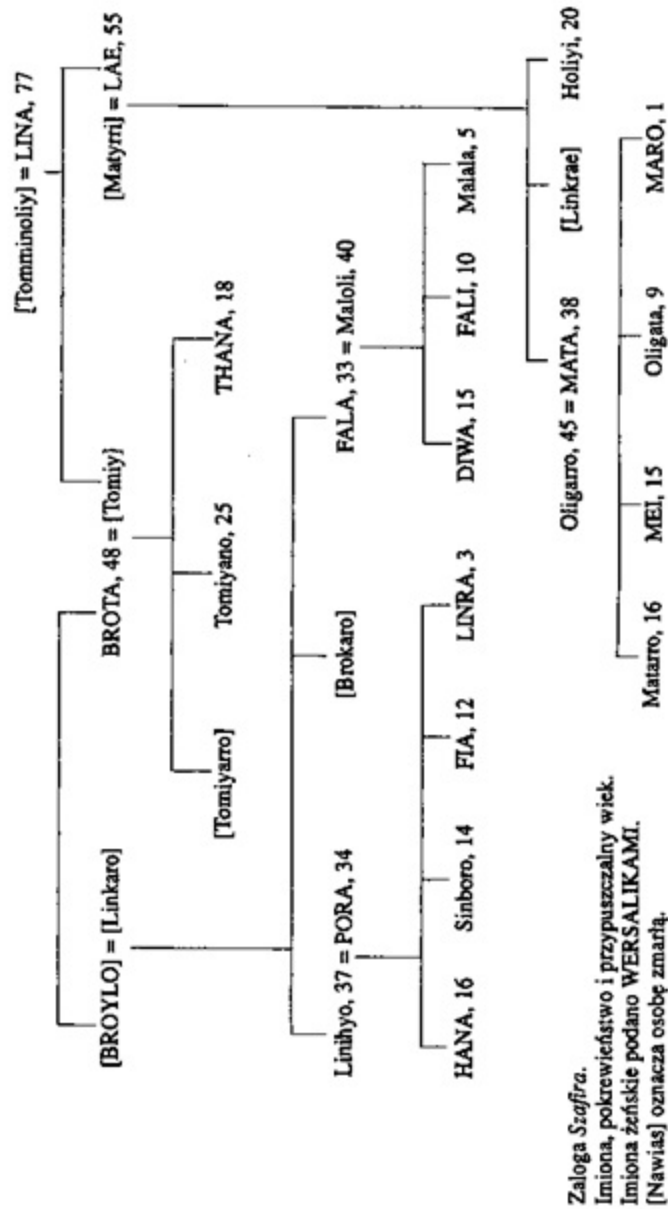 [Tomminoliy] = LINA, 77
[BROYLO] = [Linkaro] BROTA, 48 = [Tomiy] [Matyrri] = LAE, 55
[Tomiyarro] Tomiyano, 25 THANA, 18
Linihyo, 37 = PORA, 34 [Brokaro] FALA, 33 = Maloli, 40
HANA, 16 Sinboro, 14 FIA, 12 LINRA, 3 DIWA, 15 FALI, 10 Malala, 5
Oligarro, 45 = MATA, 38 [Linkrae] Holiyi, 20
Matarro, 16 MEI, 15 Oligata, 9 MARO, 1
Załoga Szafira.
Imiona, pokrewieństwo i przypuszczalny wiek.
Imiona żeńskie podano WERSALIKAMI.
[Nawias] oznacza osobę zmarłą.